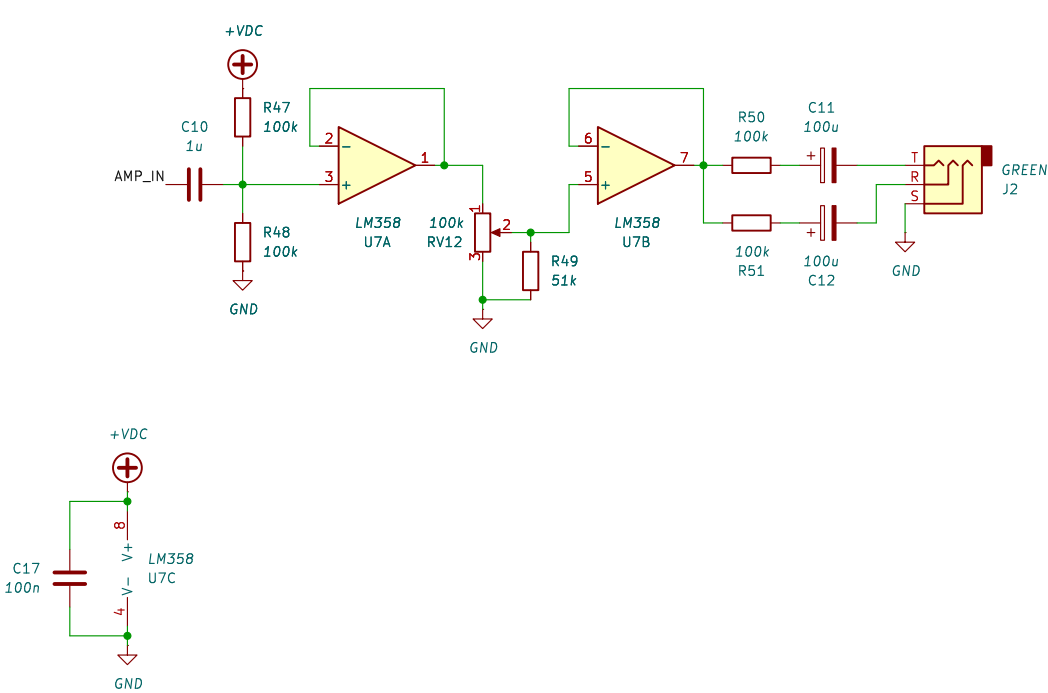 +VDC
R47
100k
C10
1u
AMP_IN
R48
100k
GND
2
3
1
LM358
U7A
100k
RV12
1
2
3
R49
51k
GND
6
5
7
LM358
U7B
R50
100k
C11
100u
100k
R51
100u
C12
T
R
S
GREEN
J2
GND
+VDC
C17
100n
8
V+
V-
4
LM358
U7C
GND